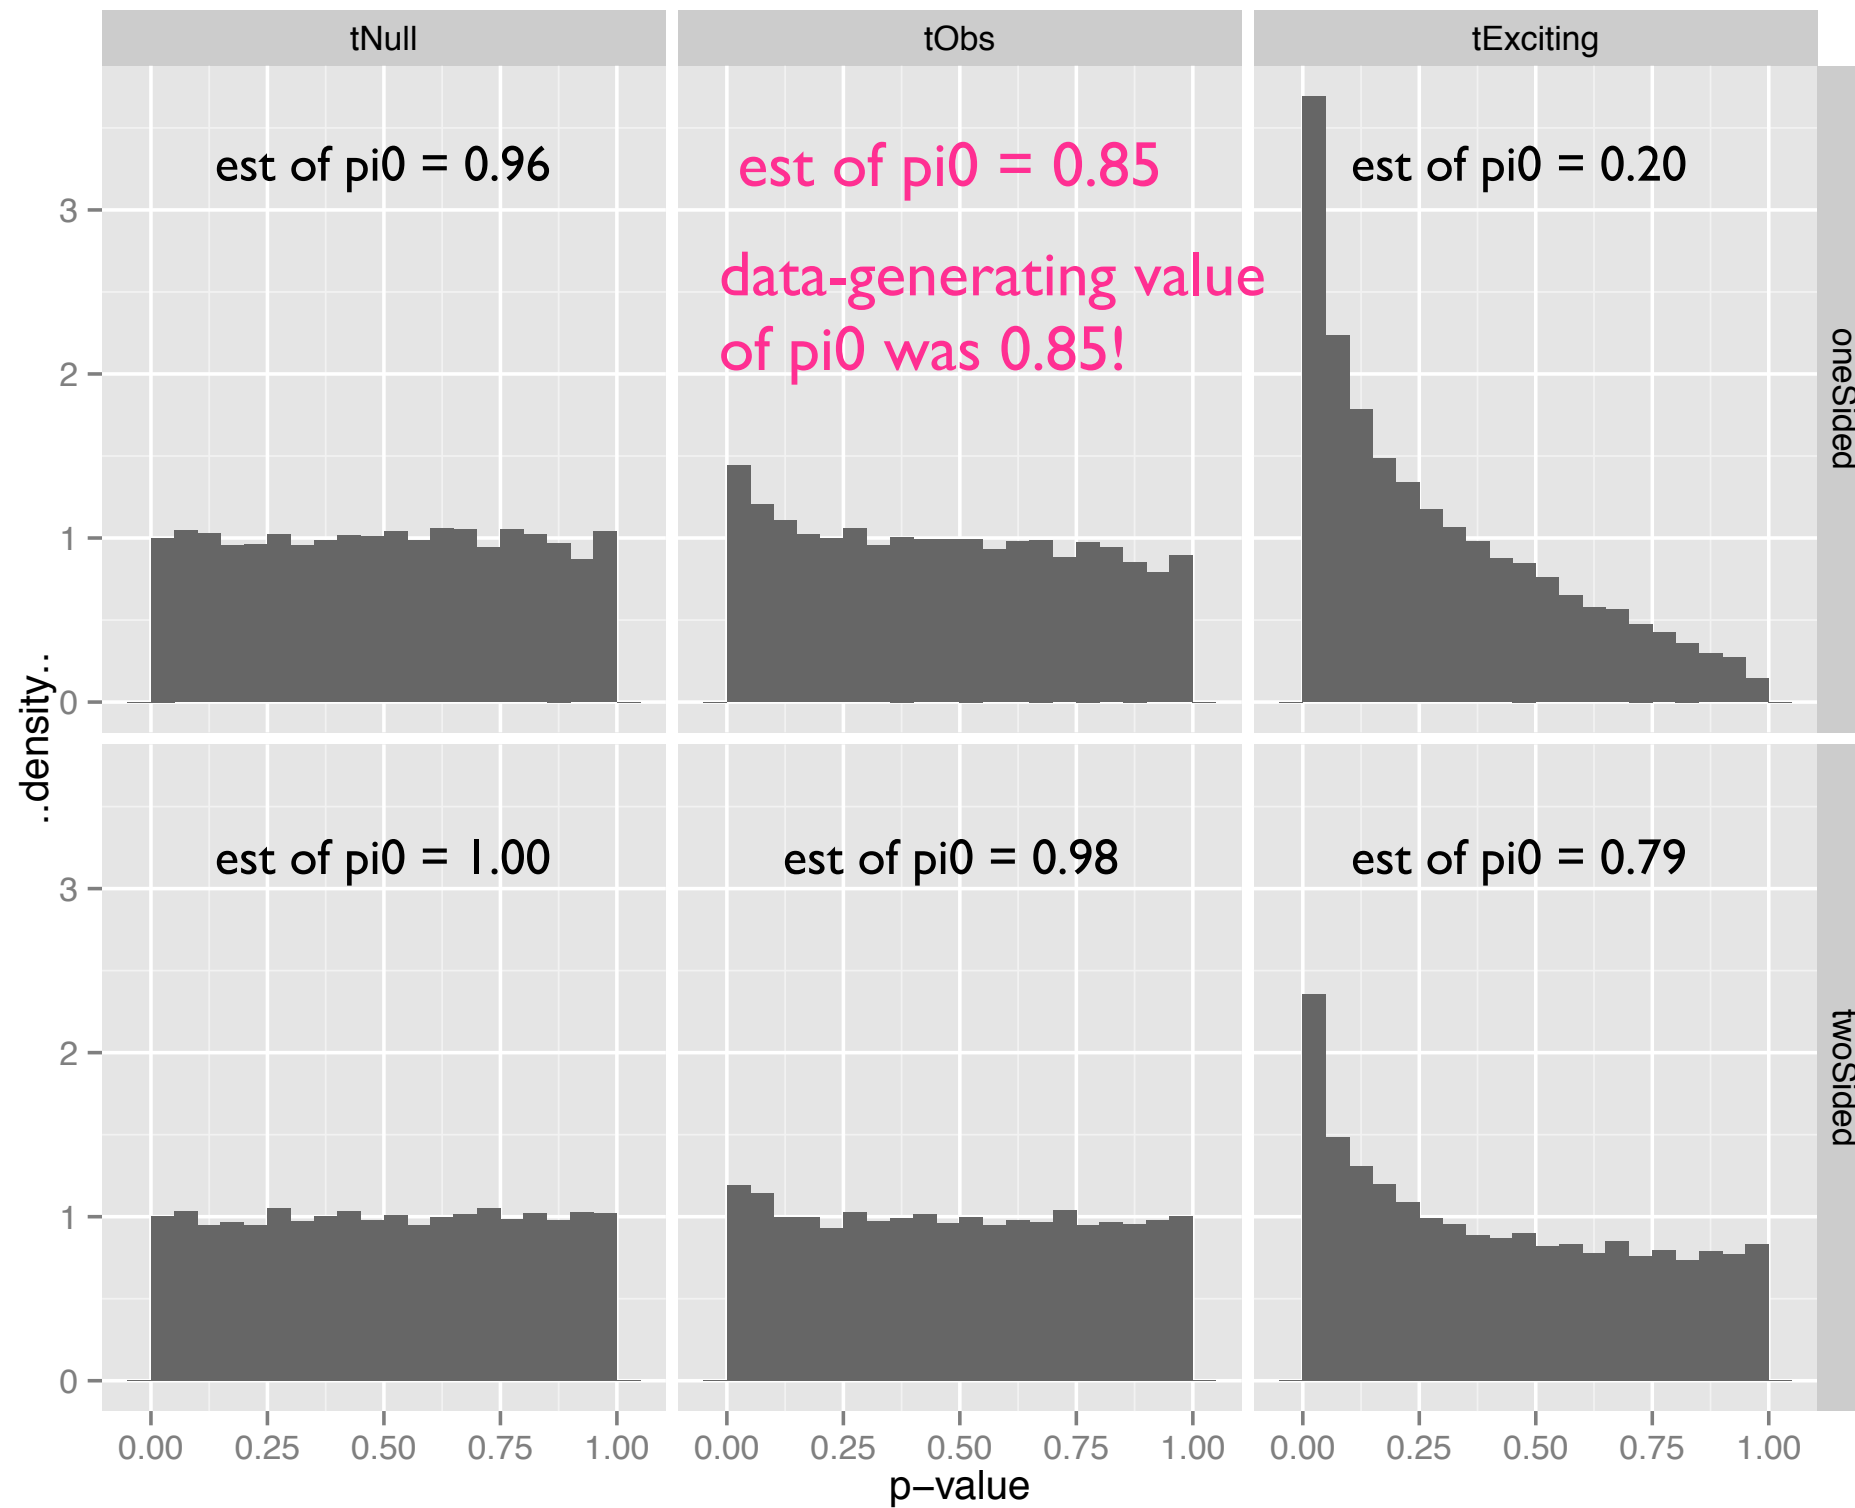 tNull tObs tExciting
est of pi0 = 0.96 est of pi0 = 0.85 est of pi0 = 0.20
data-generating value
of pi0 was 0.85!
3
2
1
0
oneSided
..density..
est of pi0 = 1.00 est of pi0 = 0.98 est of pi0 = 0.79
3
2
1
0
twoSided
0.00 0.25 0.50 0.75 1.00 0.00 0.25 0.50 0.75 1.00 0.00 0.25 0.50 0.75 1.00
p-value